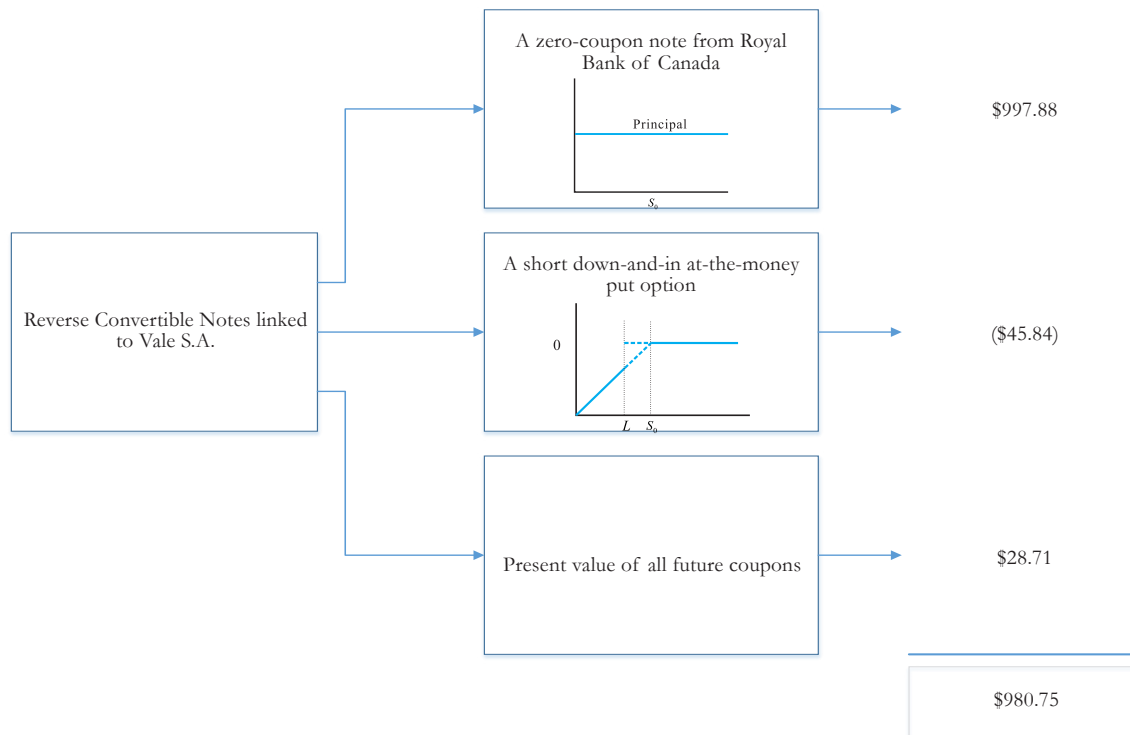 A zero-coupon note from Royal
Bank of Canada
Principal
S₀
$997.88
Reverse Convertible Notes linked
to Vale S.A.
A short down-and-in at-the-money
put option
0
L
S₀
($45.84)
Present value of all future coupons
$28.71
$980.75